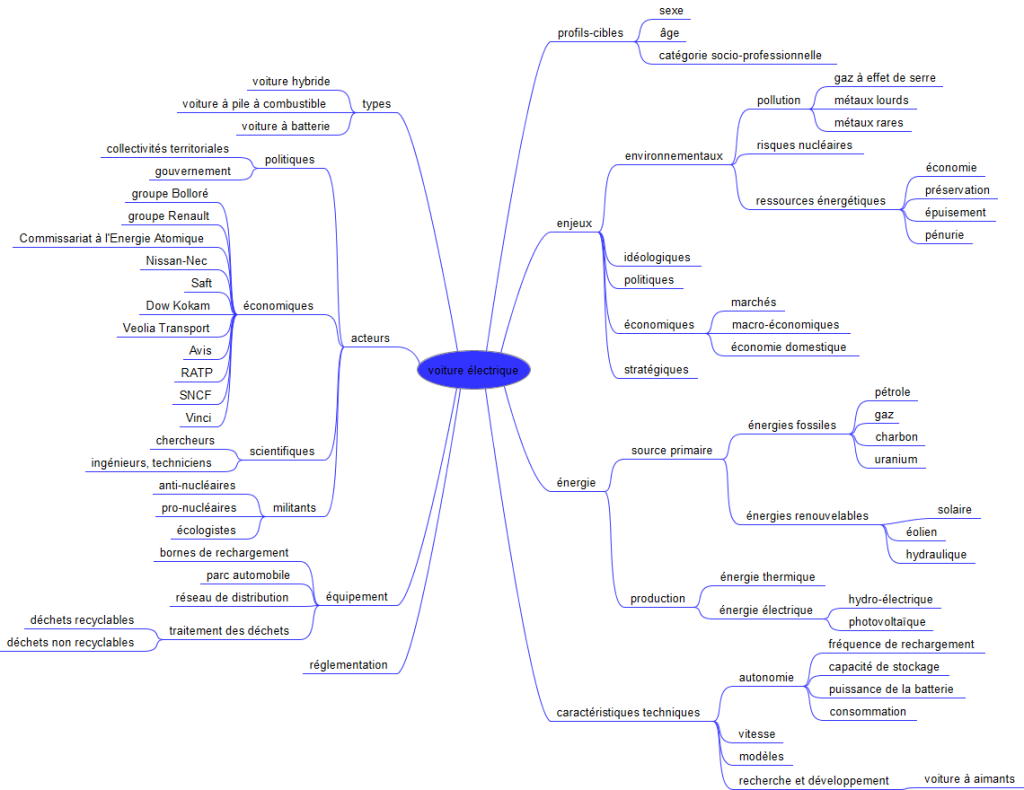 voiture électrique
types
voiture hybride
voiture à pile à combustible
voiture à batterie
acteurs
politiques
collectivités territoriales
gouvernement
économiques
groupe Bolloré
groupe Renault
Commissariat à l'Energie Atomique
Nissan-Nec
Saft
Dow Kokam
Veolia Transport
Avis
RATP
SNCF
Vinci
scientifiques
chercheurs
ingénieurs, techniciens
militants
anti-nucléaires
pro-nucléaires
écologistes
équipement
bornes de rechargement
parc automobile
réseau de distribution
traitement des déchets
déchets recyclables
déchets non recyclables
réglementation
profils-cibles
sexe
âge
catégorie socio-professionnelle
enjeux
environnementaux
pollution
gaz à effet de serre
métaux lourds
métaux rares
risques nucléaires
ressources énergétiques
économie
préservation
épuisement
pénurie
idéologiques
politiques
économiques
marchés
macro-économiques
économie domestique
stratégiques
énergie
source primaire
énergies fossiles
pétrole
gaz
charbon
uranium
énergies renouvelables
solaire
éolien
hydraulique
production
énergie thermique
énergie électrique
hydro-électrique
photovoltaïque
caractéristiques techniques
autonomie
fréquence de rechargement
capacité de stockage
puissance de la batterie
consommation
vitesse
modèles
recherche et développement
voiture à aimants